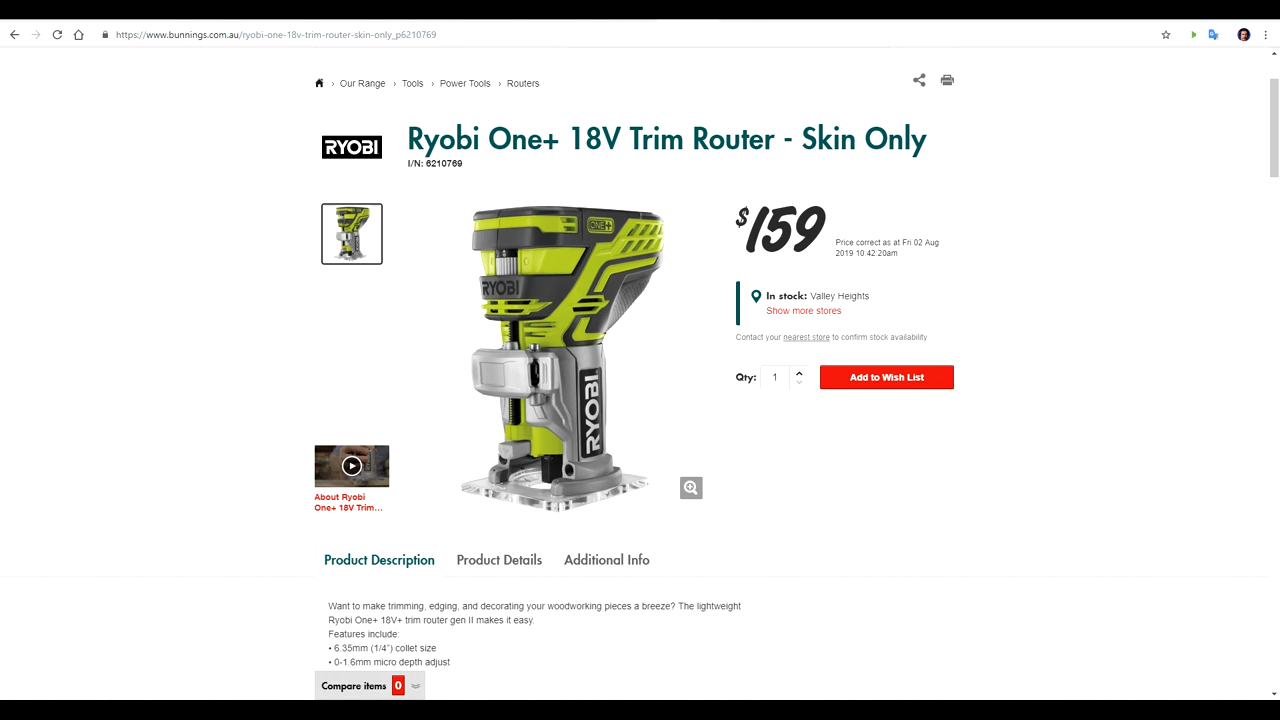 https://www.bunnings.com.au/ryobi-one-18v-trim-router-skin-only_p6210769
› Our Range › Tools › Power Tools › Routers
RYOBI
Ryobi One+ 18V Trim Router - Skin Only
I/N: 6210769
ONE+
RYOBI
RYOBI
$159
Price correct as at Fri 02 Aug
2019 10:42:20am
In stock: Valley Heights
Show more stores
Contact your nearest store to confirm stock availability
Qty: 1
Add to Wish List
About Ryobi
One+ 18V Trim...
Product Description Product Details Additional Info
Want to make trimming, edging, and decorating your woodworking pieces a breeze? The lightweight
Ryobi One+ 18V+ trim router gen II makes it easy.
Features include:
• 6.35mm (1/4") collet size
• 0-1.6mm micro depth adjust
Compare items 0